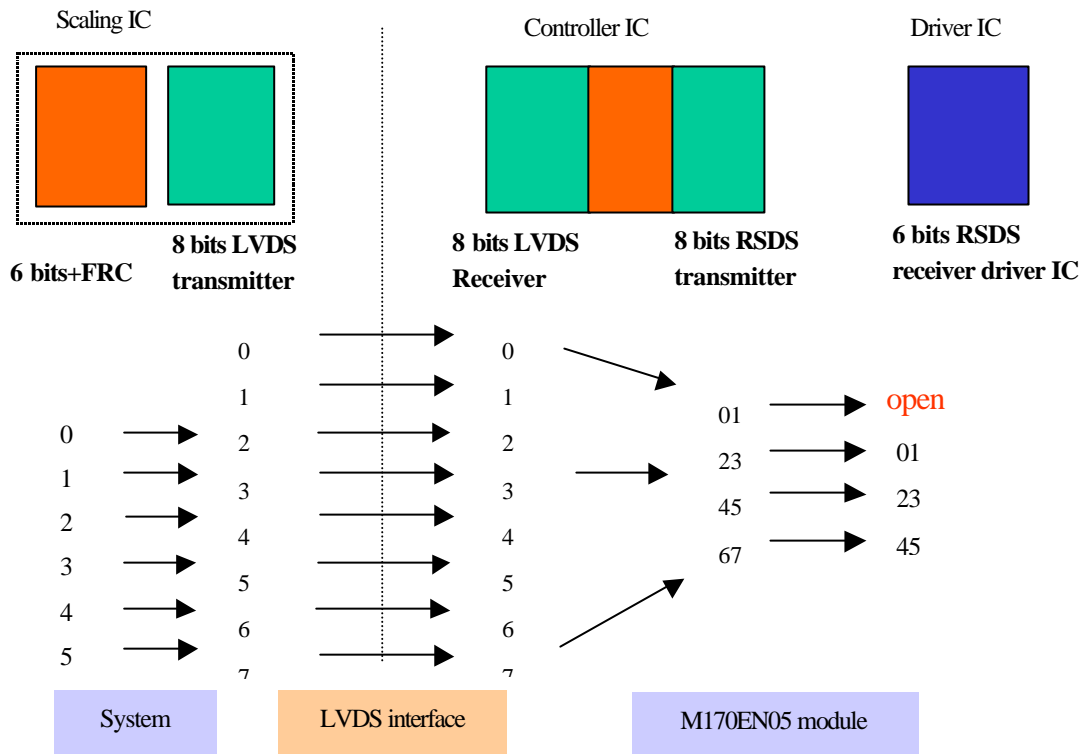 Scaling IC
Controller IC
Driver IC
6 bits+FRC
8 bits LVDS
transmitter
8 bits LVDS
Receiver
8 bits RSDS
transmitter
6 bits RSDS
receiver driver IC
0
1
2
3
4
5
0
1
2
3
4
5
6
7
0
1
2
3
4
5
6
7
01
23
45
67
open
01
23
45
System
LVDS interface
M170EN05 module